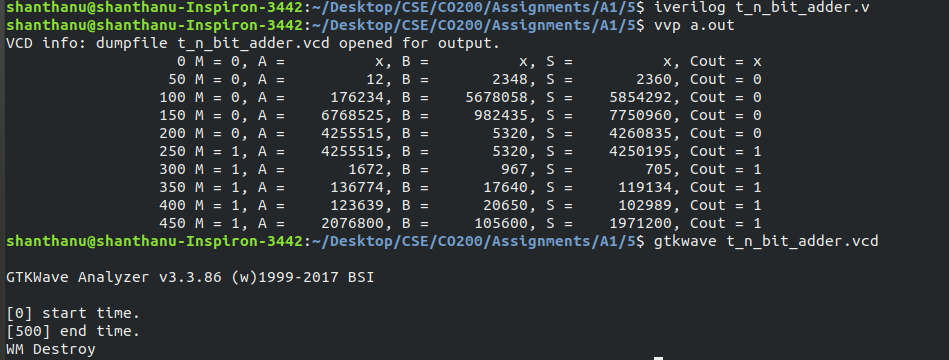 shanthanu@shanthanu-Inspiron-3442:~/Desktop/CSE/CO200/Assignments/A1/5$ iverilog t_n_bit_adder.v
shanthanu@shanthanu-Inspiron-3442:~/Desktop/CSE/CO200/Assignments/A1/5$ vvp a.out
VCD info: dumpfile t_n_bit_adder.vcd opened for output.
                   0 M = 0, A =          x, B =          x, S =          x, Cout = x
                  50 M = 0, A =         12, B =       2348, S =       2360, Cout = 0
                 100 M = 0, A =     176234, B =    5678058, S =    5854292, Cout = 0
                 150 M = 0, A =    6768525, B =     982435, S =    7750960, Cout = 0
                 200 M = 0, A =    4255515, B =       5320, S =    4260835, Cout = 0
                 250 M = 1, A =    4255515, B =       5320, S =    4250195, Cout = 1
                 300 M = 1, A =       1672, B =        967, S =        705, Cout = 1
                 350 M = 1, A =     136774, B =      17640, S =     119134, Cout = 1
                 400 M = 1, A =     123639, B =      20650, S =     102989, Cout = 1
                 450 M = 1, A =    2076800, B =     105600, S =    1971200, Cout = 1
shanthanu@shanthanu-Inspiron-3442:~/Desktop/CSE/CO200/Assignments/A1/5$ gtkwave t_n_bit_adder.vcd

GTKWave Analyzer v3.3.86 (w)1999-2017 BSI

[0] start time.
[500] end time.
WM Destroy